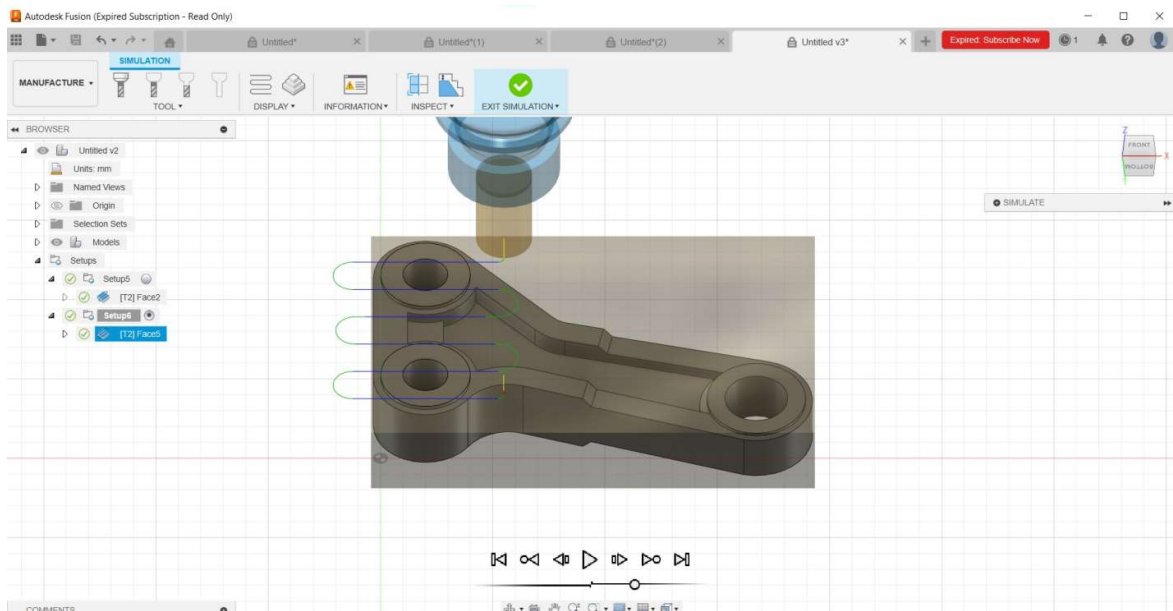 Autodesk Fusion (Expired Subscription - Read Only)
Untitled* Untitled*(1) Untitled*(2) Untitled v3* Expired: Subscribe Now 1
SIMULATION
MANUFACTURE
TOOL DISPLAY INFORMATION INSPECT EXIT SIMULATION
BROWSER
Untitled v2
Units: mm
Named Views
Origin
Selection Sets
Models
Setups
Setup5
[T2] Face2
Setup6
[T2] Face5
Z
FRONT
X
BOTTOM
SIMULATE
COMMENTS